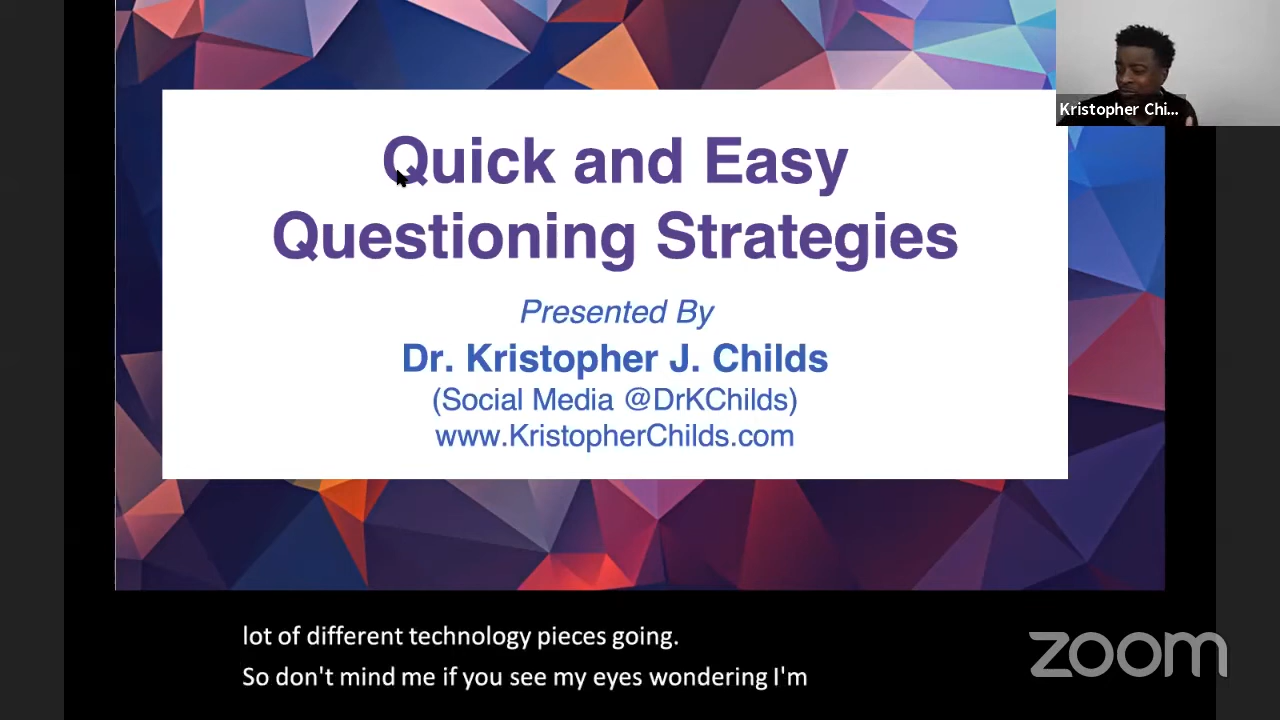 Quick and Easy
Questioning Strategies
Presented By
Dr. Kristopher J. Childs
(Social Media @DrKChilds)
www.KristopherChilds.com
Kristopher Chi...
lot of different technology pieces going.
So don't mind me if you see my eyes wondering I'm
zoom